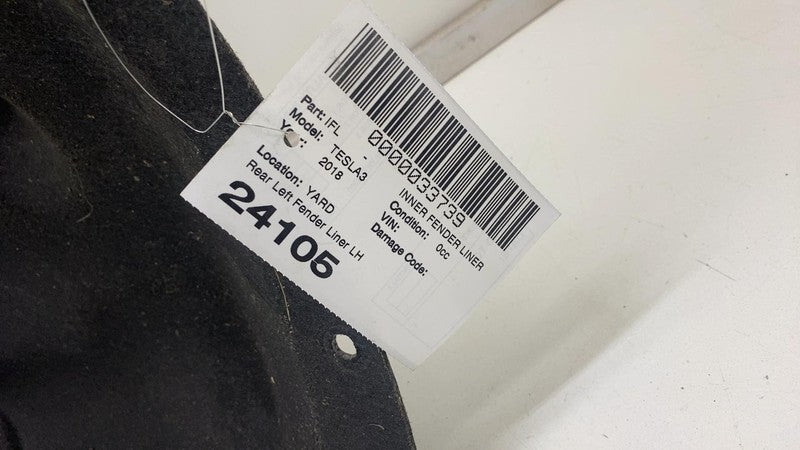 0000033739
Part: IFL - INNER FENDER LINER
Model: TESLA3 Condition: 0cc
Year: 2018 VIN:
Damage Code:
Location: YARD
Rear Left Fender Liner LH
24105